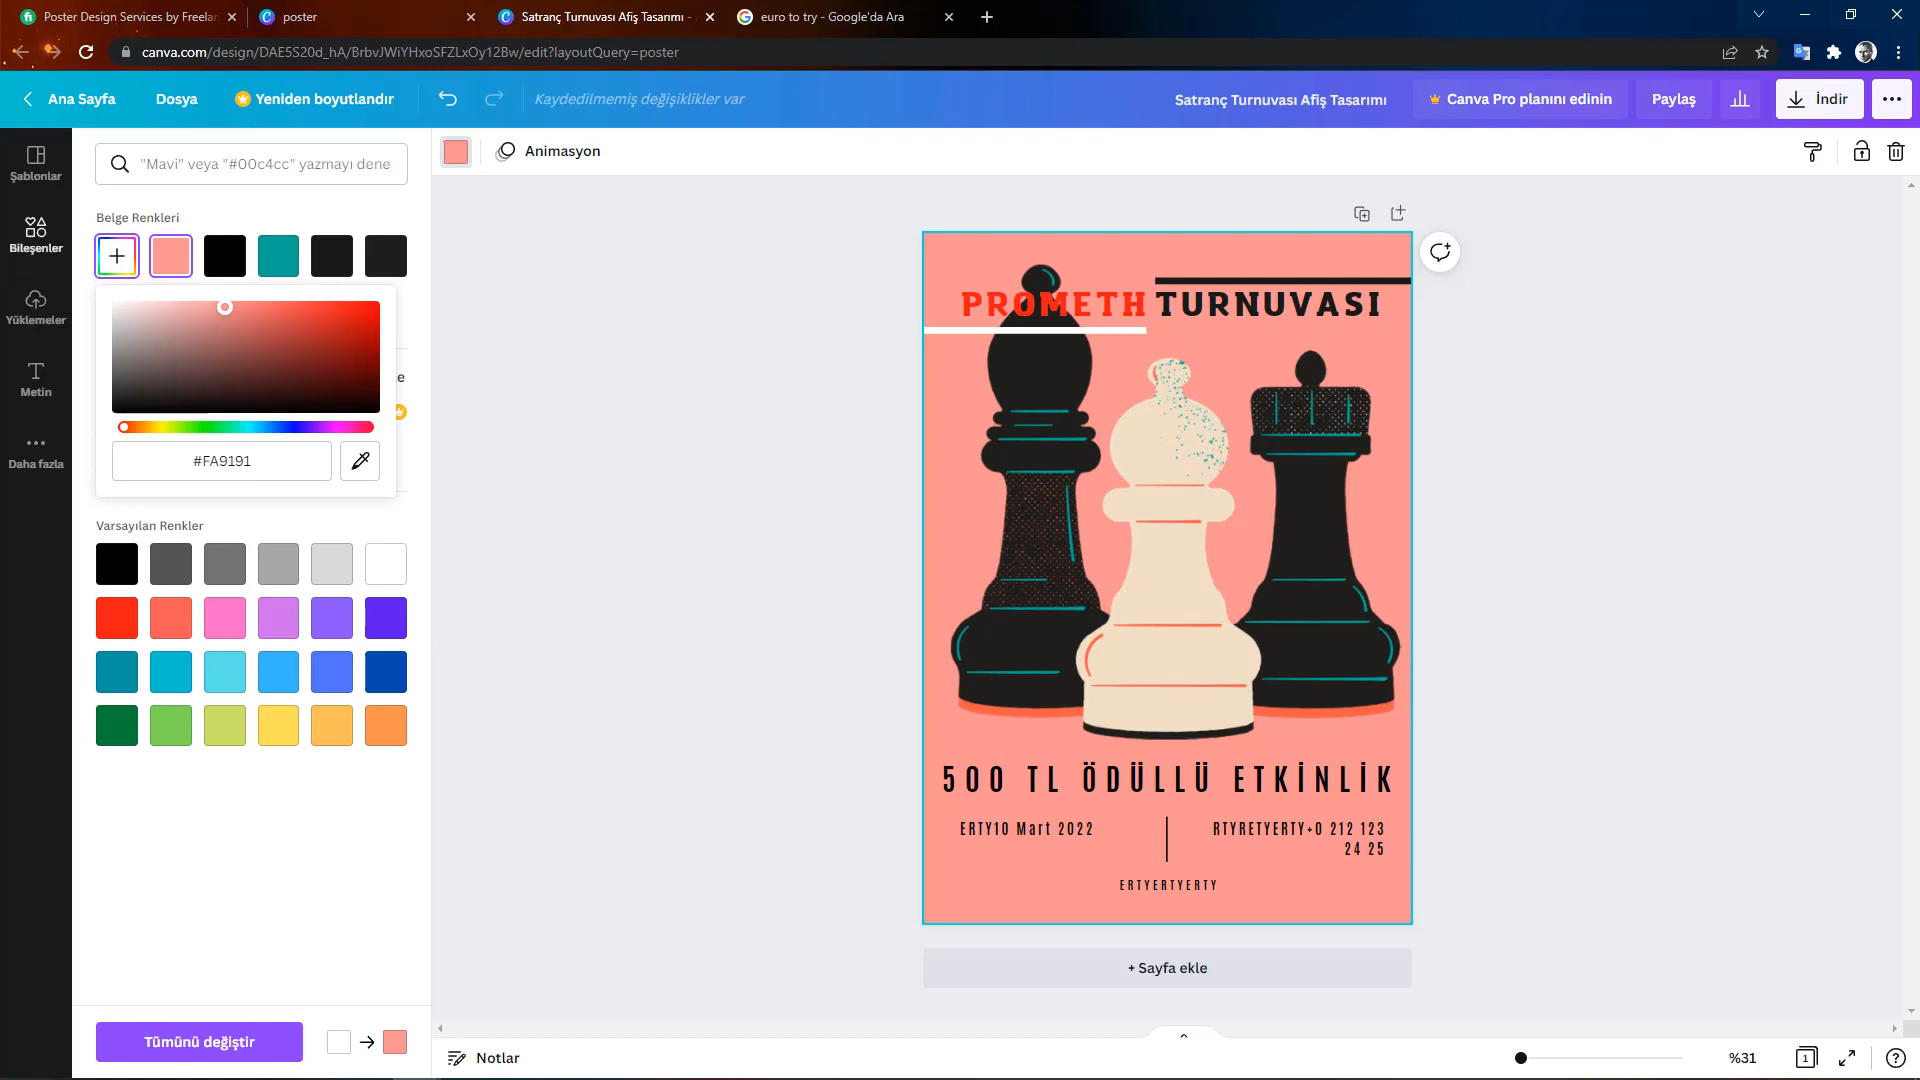 Poster Design Services by Freelan
poster
Satranç Turnuvası Afiş Tasarımı -
euro to try - Google'da Ara
canva.com/design/DAE5S20d_hA/BrbvJWiYHxoSFZLxOy12Bw/edit?layoutQuery=poster
Ana Sayfa
Dosya
Yeniden boyutlandır
Kaydedilmemiş değişiklikler var
Satranç Turnuvası Afiş Tasarımı
Canva Pro planını edinin
Paylaş
İndir
Şablonlar
Bileşenler
Yüklemeler
Metin
Daha fazla
"Mavi" veya "#00c4cc" yazmayı dene
Belge Renkleri
e
#FA9191
Varsayılan Renkler
Tümünü değiştir
Animasyon
PROMETH TURNUVASI
500 TL ÖDÜLLÜ ETKİNLİK
ERTY10 Mart 2022
RTYRETYERTY+0 212 123
24 25
ERTYERTYERTY
+ Sayfa ekle
Notlar
%31
1
?